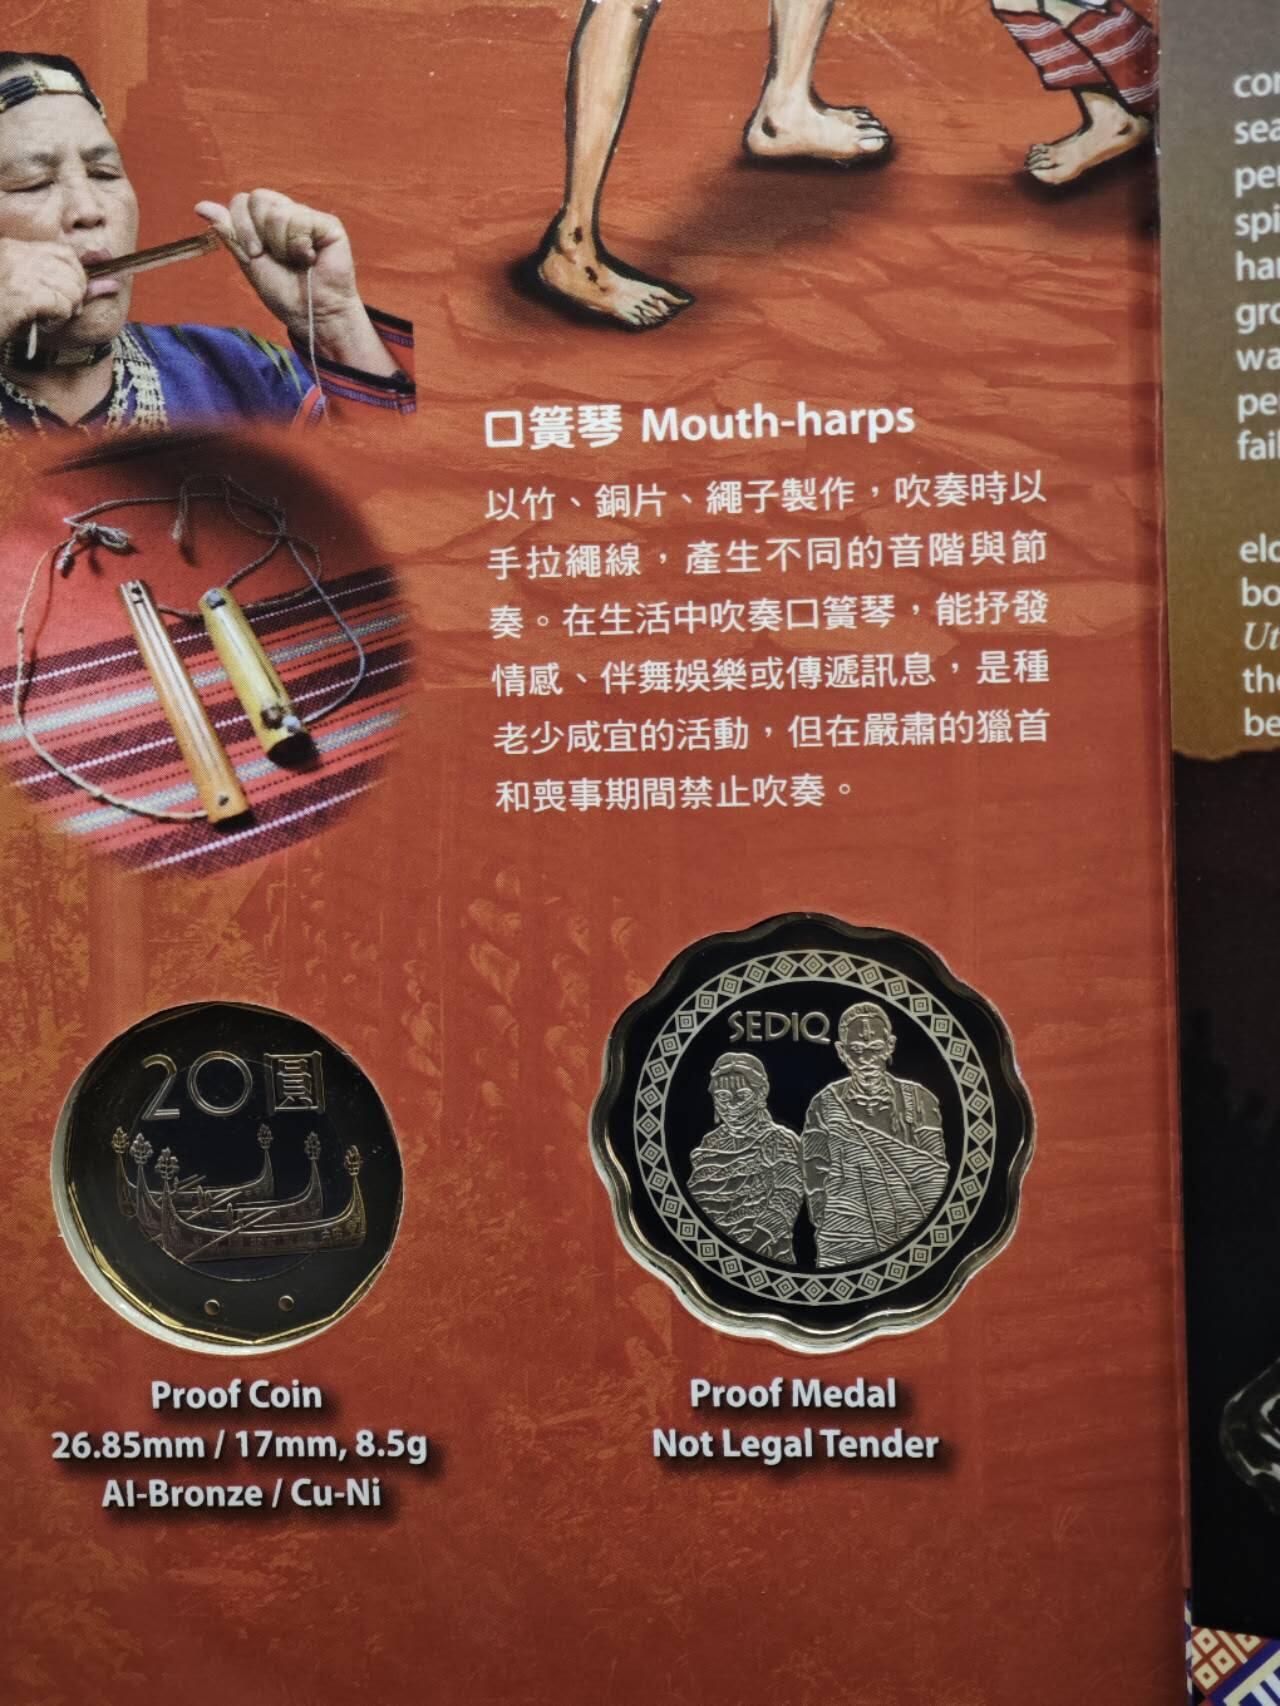 口簧琴 Mouth-harps
以竹、銅片、繩子製作，吹奏時以
手拉繩線，產生不同的音階與節
奏。在生活中吹奏口簧琴，能抒發
情感、伴舞娛樂或傳遞訊息，是種
老少咸宜的活動，但在嚴肅的獵首
和喪事期間禁止吹奏。
20圓
Proof Coin
26.85mm / 17mm, 8.5g
Al-Bronze / Cu-Ni
SEDIQ
Proof Medal
Not Legal Tender